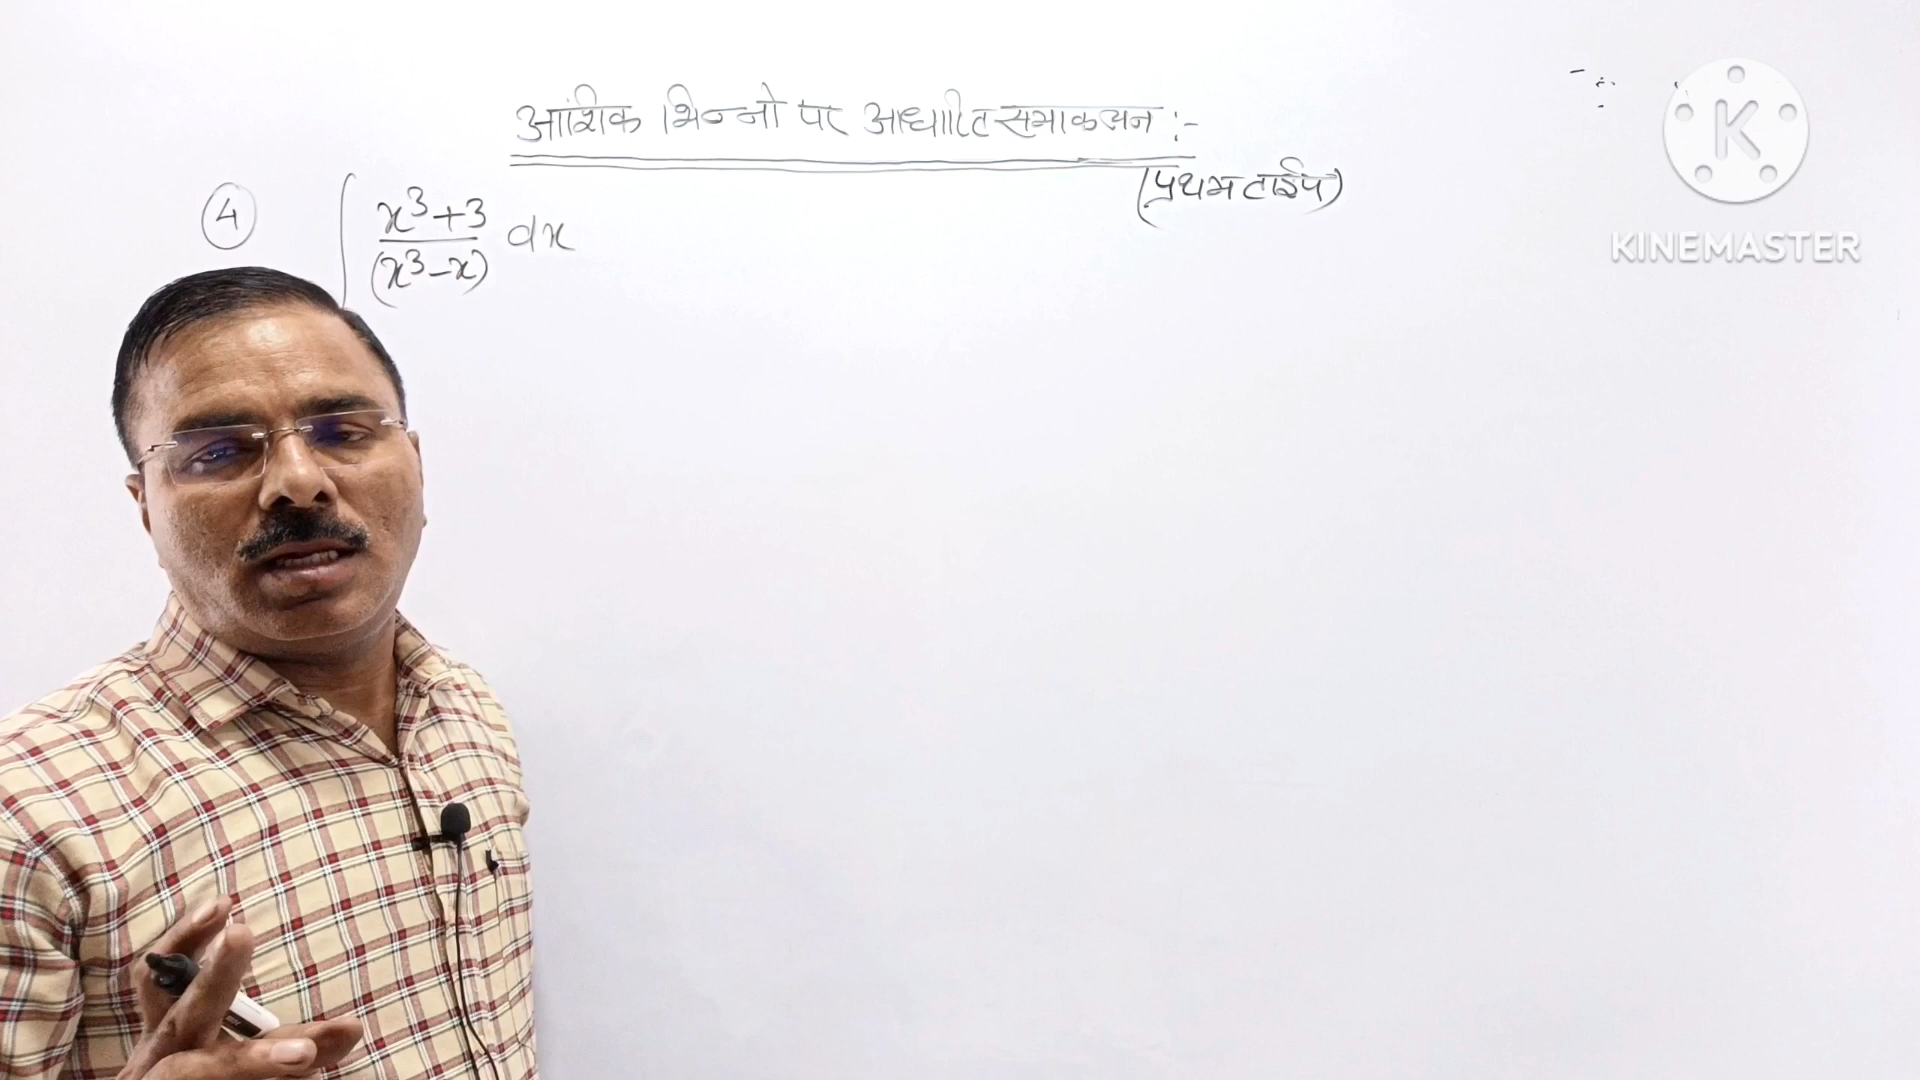 आंशिक भिन्नो पर आधारित समाकलन :-
(प्रथम टाईप)
4 ∫ x³+3 / (x³-x) dx
K
KINEMASTER